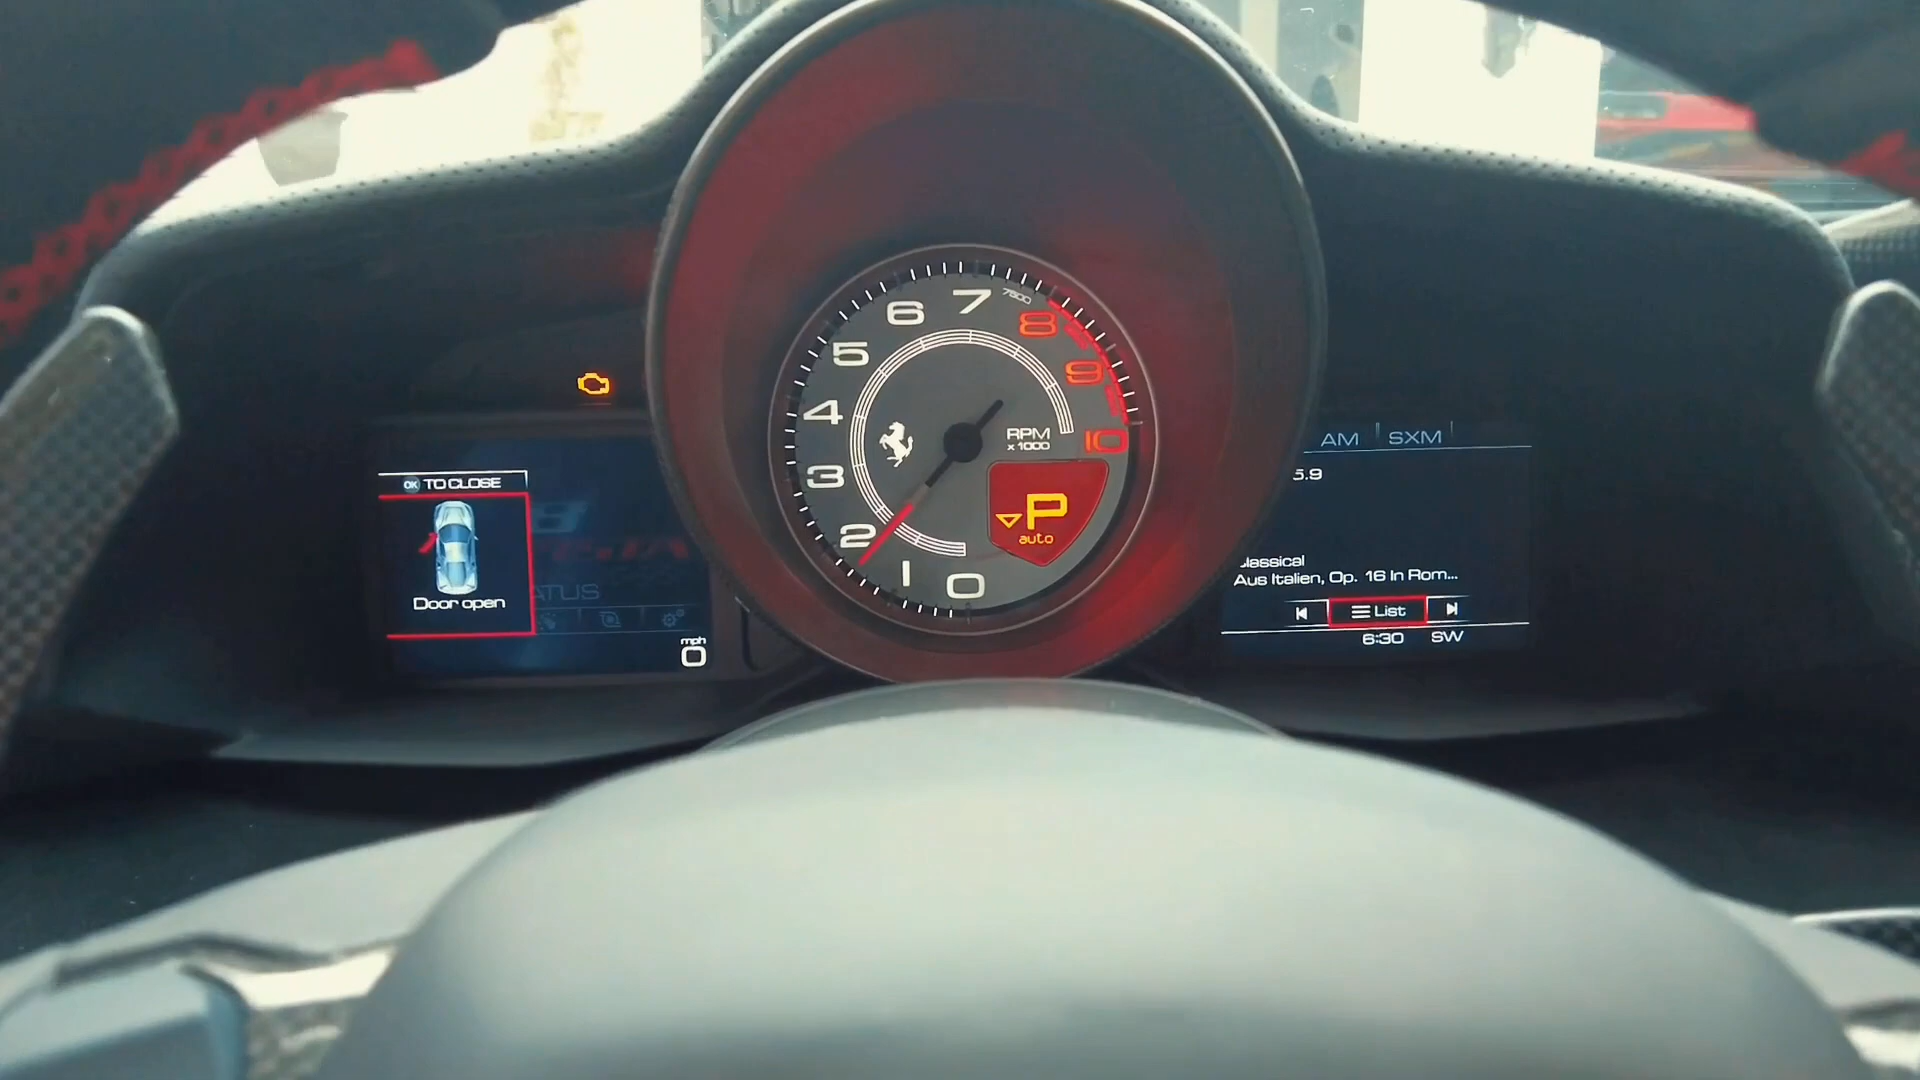 OK TO CLOSE
Door open
mph
0
0
1
2
3
4
5
6
7
7500
8
9
10
RPM
x 1000
P
auto
AM SXM
5.9
Aus Italien, Op. 16 In Rom...
List
6:30 SW